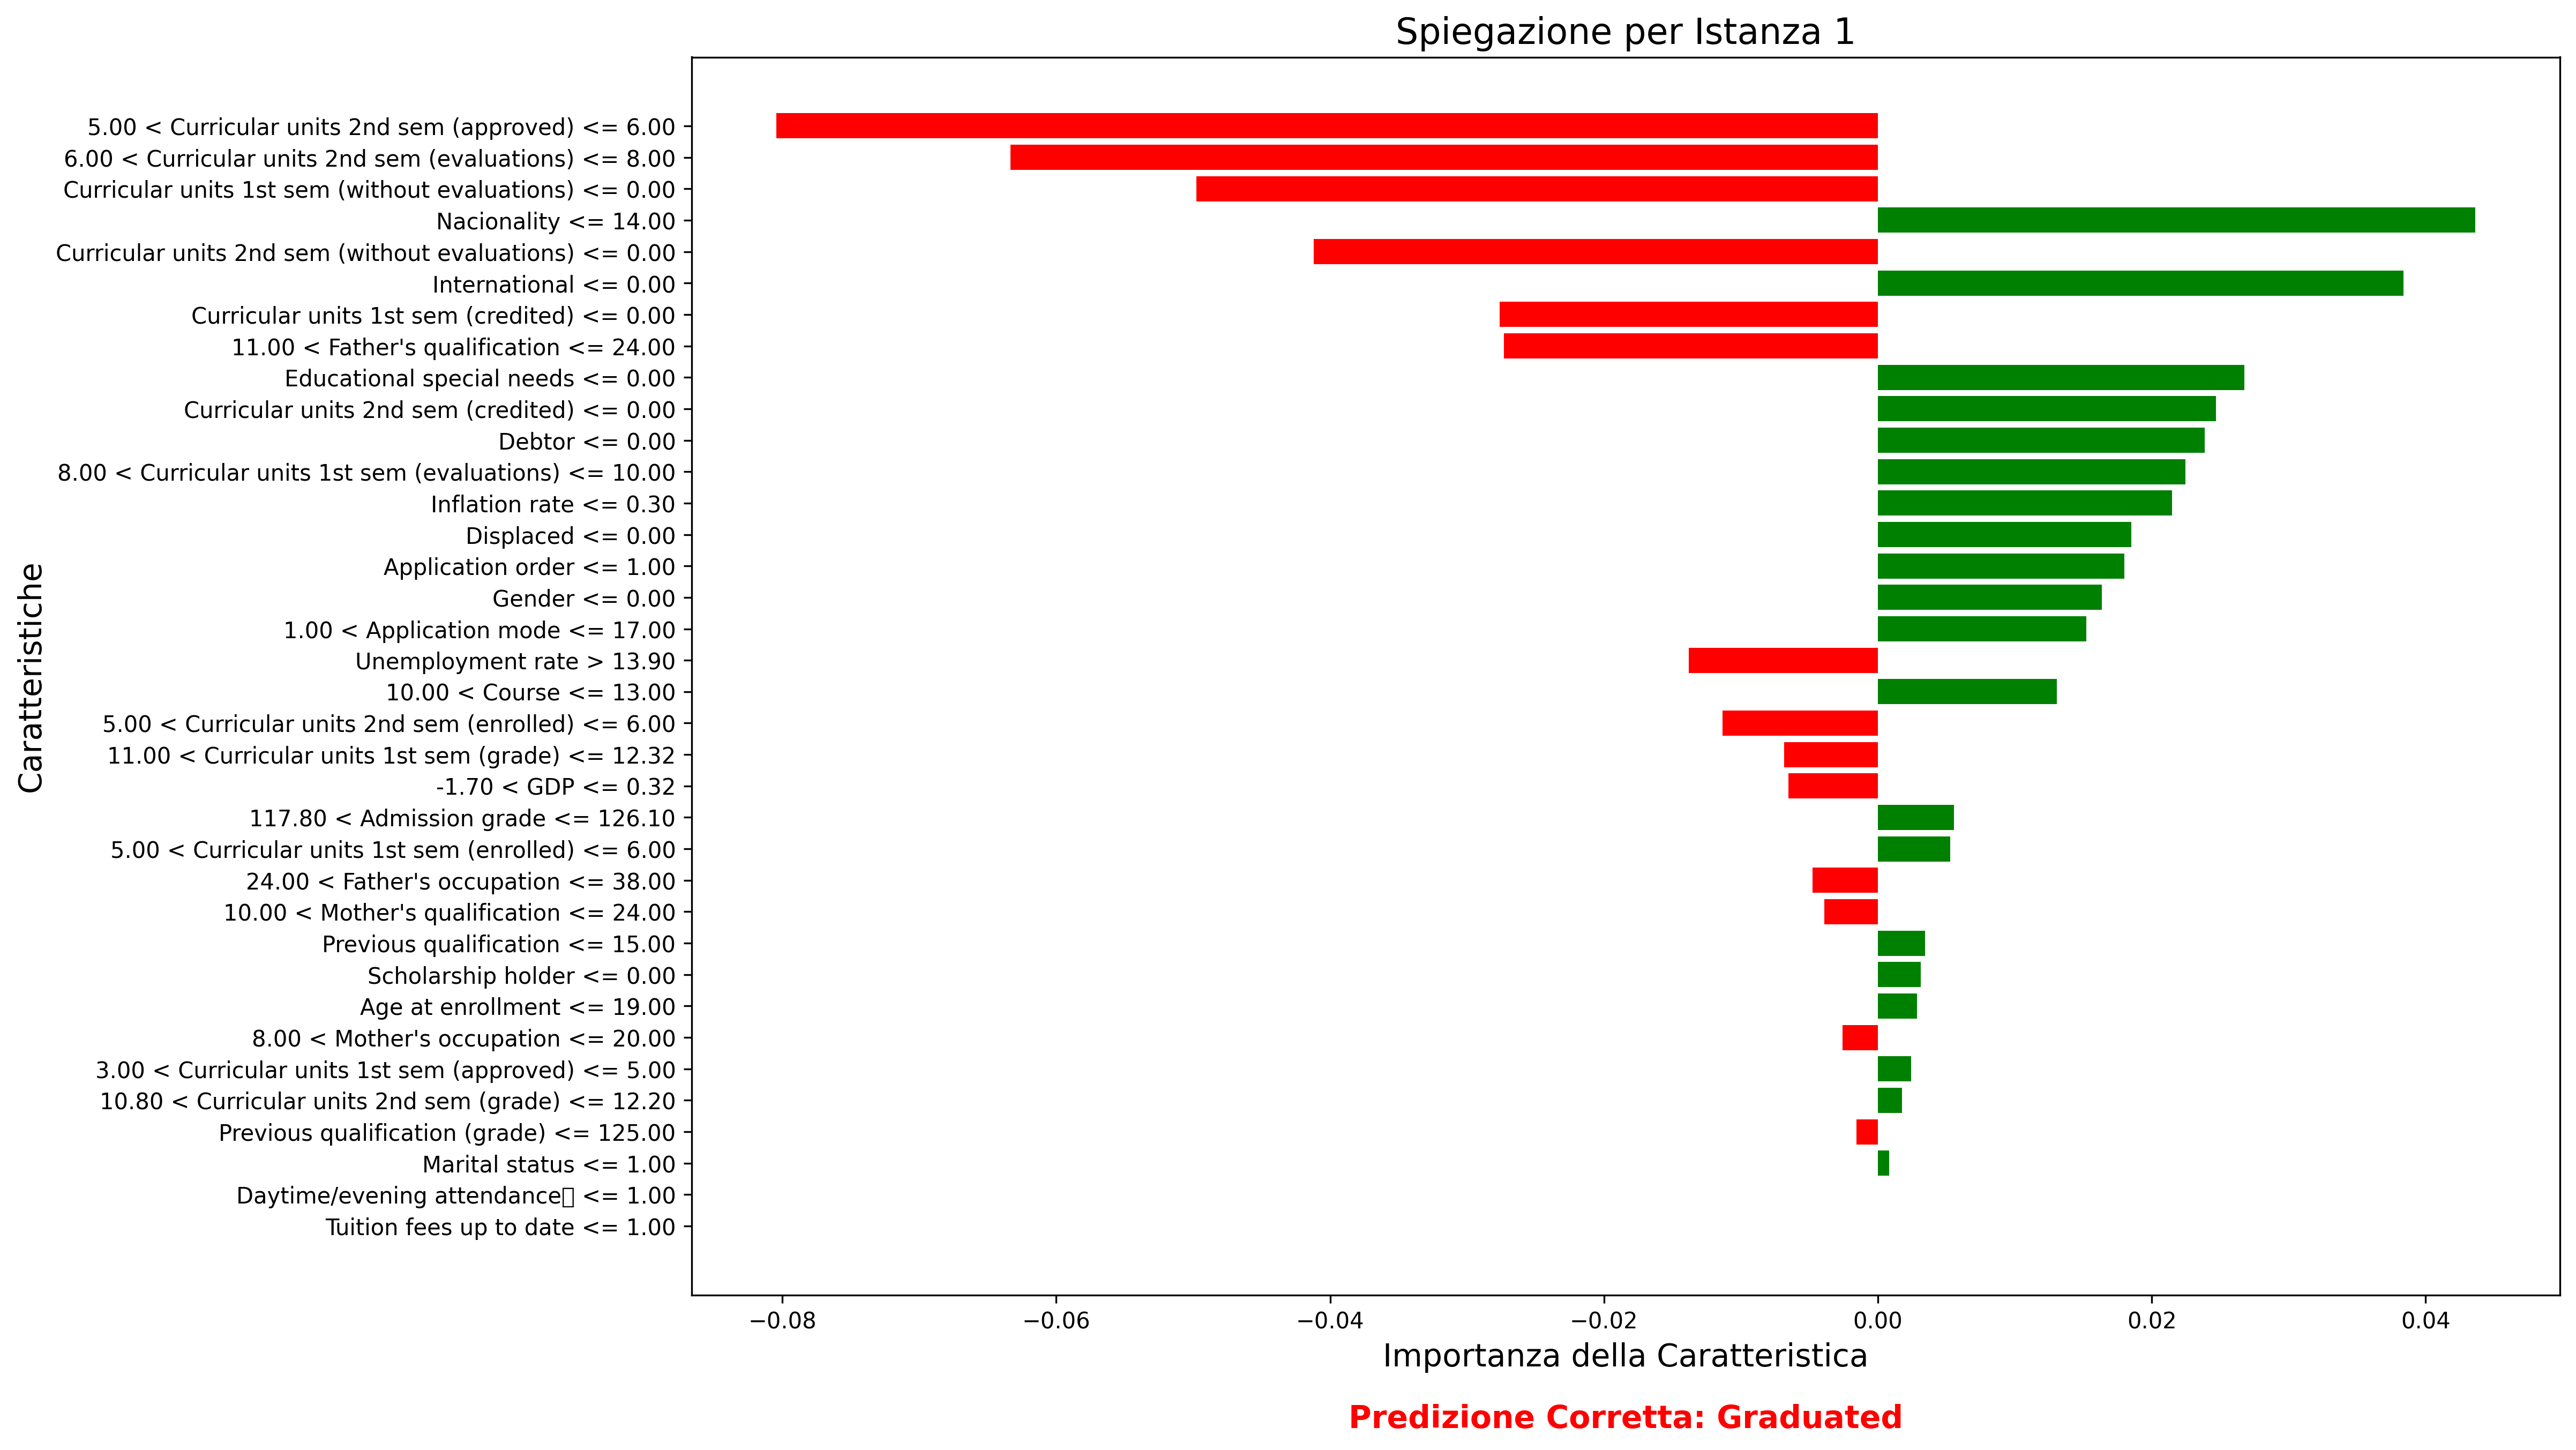 Spiegazione per Istanza 1
5.00 < Curricular units 2nd sem (approved) <= 6.00
6.00 < Curricular units 2nd sem (evaluations) <= 8.00
Curricular units 1st sem (without evaluations) <= 0.00
Nacionality <= 14.00
Curricular units 2nd sem (without evaluations) <= 0.00
International <= 0.00
Curricular units 1st sem (credited) <= 0.00
11.00 < Father's qualification <= 24.00
Educational special needs <= 0.00
Curricular units 2nd sem (credited) <= 0.00
Debtor <= 0.00
8.00 < Curricular units 1st sem (evaluations) <= 10.00
Inflation rate <= 0.30
Displaced <= 0.00
Application order <= 1.00
Gender <= 0.00
1.00 < Application mode <= 17.00
Unemployment rate > 13.90
10.00 < Course <= 13.00
5.00 < Curricular units 2nd sem (enrolled) <= 6.00
11.00 < Curricular units 1st sem (grade) <= 12.32
-1.70 < GDP <= 0.32
117.80 < Admission grade <= 126.10
5.00 < Curricular units 1st sem (enrolled) <= 6.00
24.00 < Father's occupation <= 38.00
10.00 < Mother's qualification <= 24.00
Previous qualification <= 15.00
Scholarship holder <= 0.00
Age at enrollment <= 19.00
8.00 < Mother's occupation <= 20.00
3.00 < Curricular units 1st sem (approved) <= 5.00
10.80 < Curricular units 2nd sem (grade) <= 12.20
Previous qualification (grade) <= 125.00
Marital status <= 1.00
Daytime/evening attendance▯ <= 1.00
Tuition fees up to date <= 1.00
Caratteristiche
−0.08 −0.06 −0.04 −0.02 0.00 0.02 0.04
Importanza della Caratteristica
Predizione Corretta: Graduated